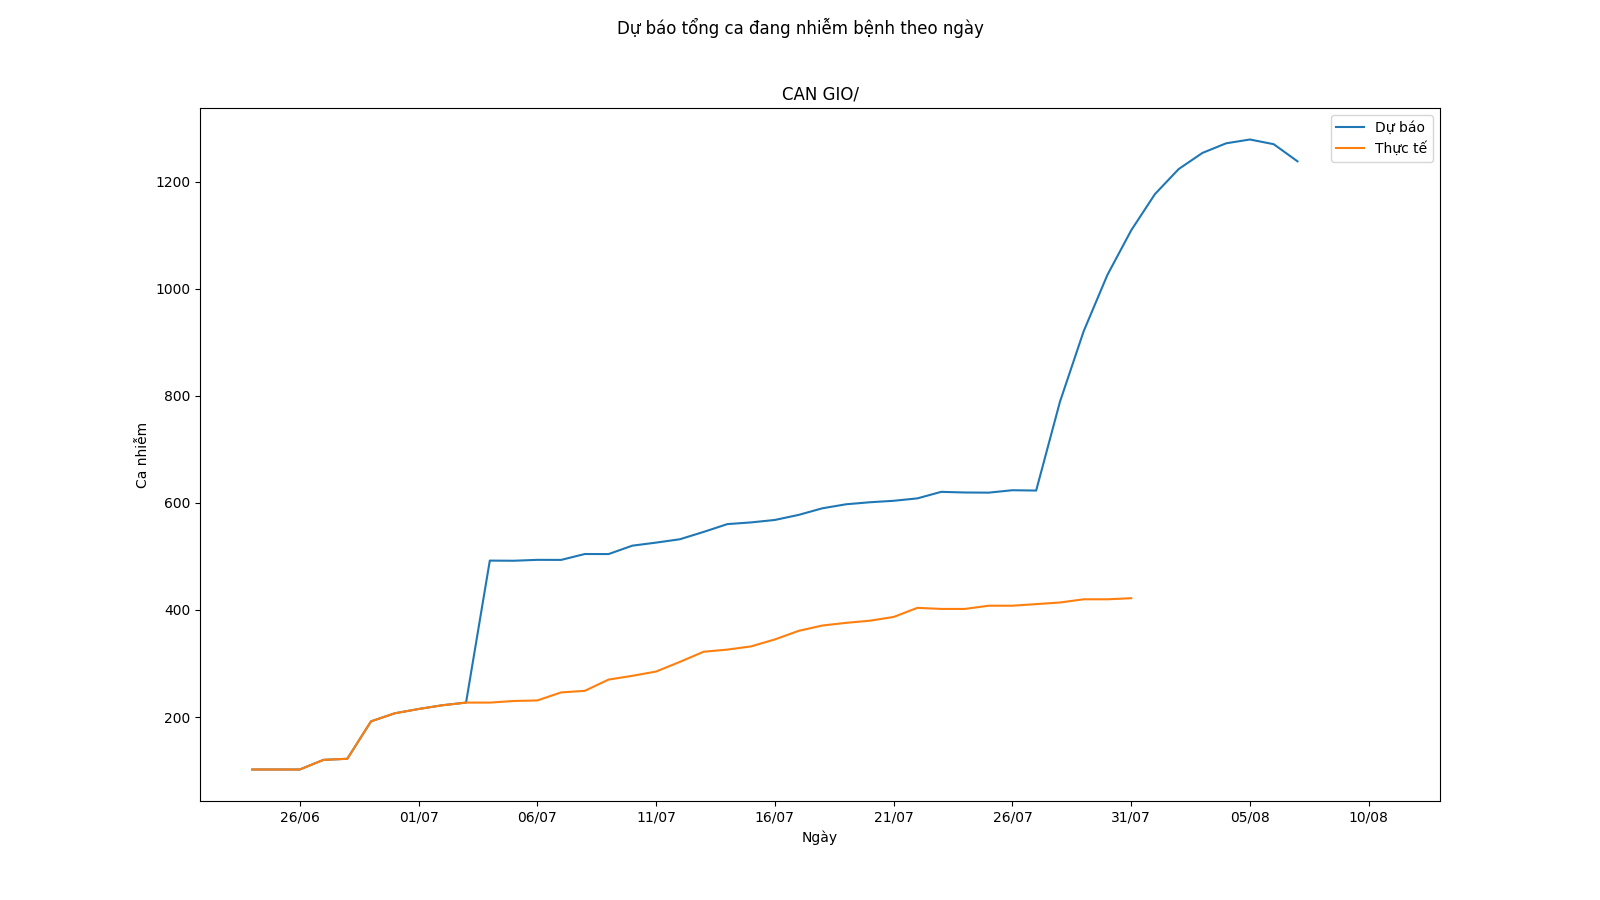 Dự báo tổng ca đang nhiễm bệnh theo ngày
CAN GIO/
Dự báo
Thực tế
1200
1000
800
600
400
200
Ca nhiễm
26/06
01/07
06/07
11/07
16/07
21/07
26/07
31/07
05/08
10/08
Ngày